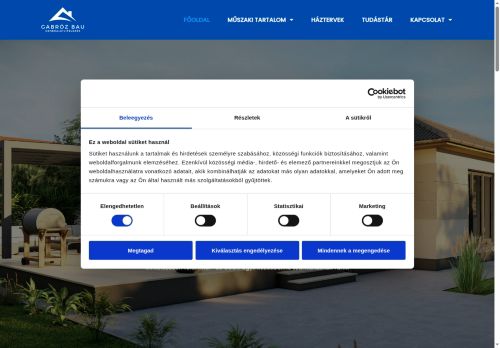 GABRÓZ BAU
FŐOLDAL
MŰSZAKI TARTALOM
HÁZTERVEK
TUDÁSTÁR
KAPCSOLAT
Cookiebot
by Usercentrics
Beleegyezés
Részletek
A sütikről
Ez a weboldal sütiket használ
Sütiket használunk a tartalmak és hirdetések személyre szabásához, közösségi funkciók biztosításához, valamint
weboldalforgalmunk elemzéséhez. Ezenkívül közösségi média-, hirdető- és elemező partnereinkkel megosztjuk az Ön
weboldalhasználatra vonatkozó adatait, akik kombinálhatják az adatokat más olyan adatokkal, amelyeket Ön adott meg
számukra vagy az Ön által használt más szolgáltatásokból gyűjtöttek.
Elengedhetetlen
Beállítások
Statisztikai
Marketing
Megtagad
Kiválasztás engedélyezése
Mindennek a megengedése